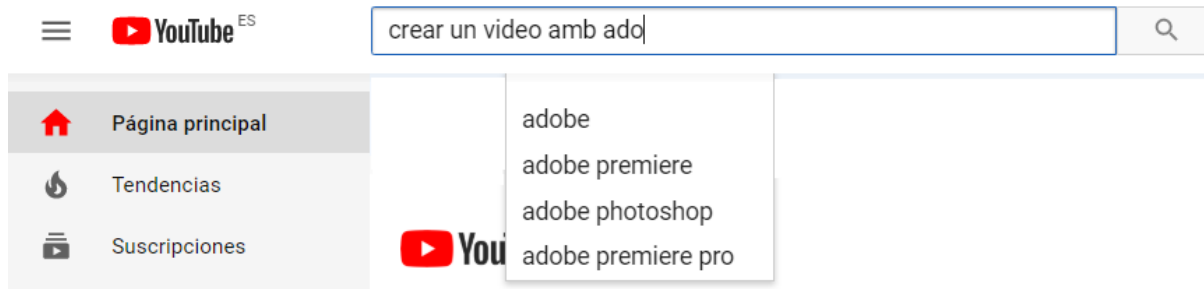 YouTube ES
crear un video amb ado
adobe
Página principal
adobe premiere
Tendencias
adobe photoshop
Suscripciones
You
adobe premiere pro